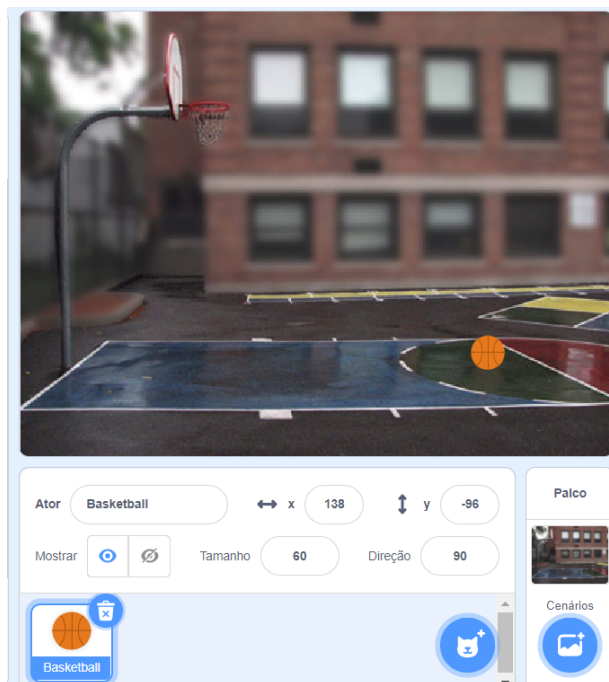 Ator Basketball x 138 y -96
Palco
Mostrar Tamanho 60 Direção 90
Cenários
Basketball